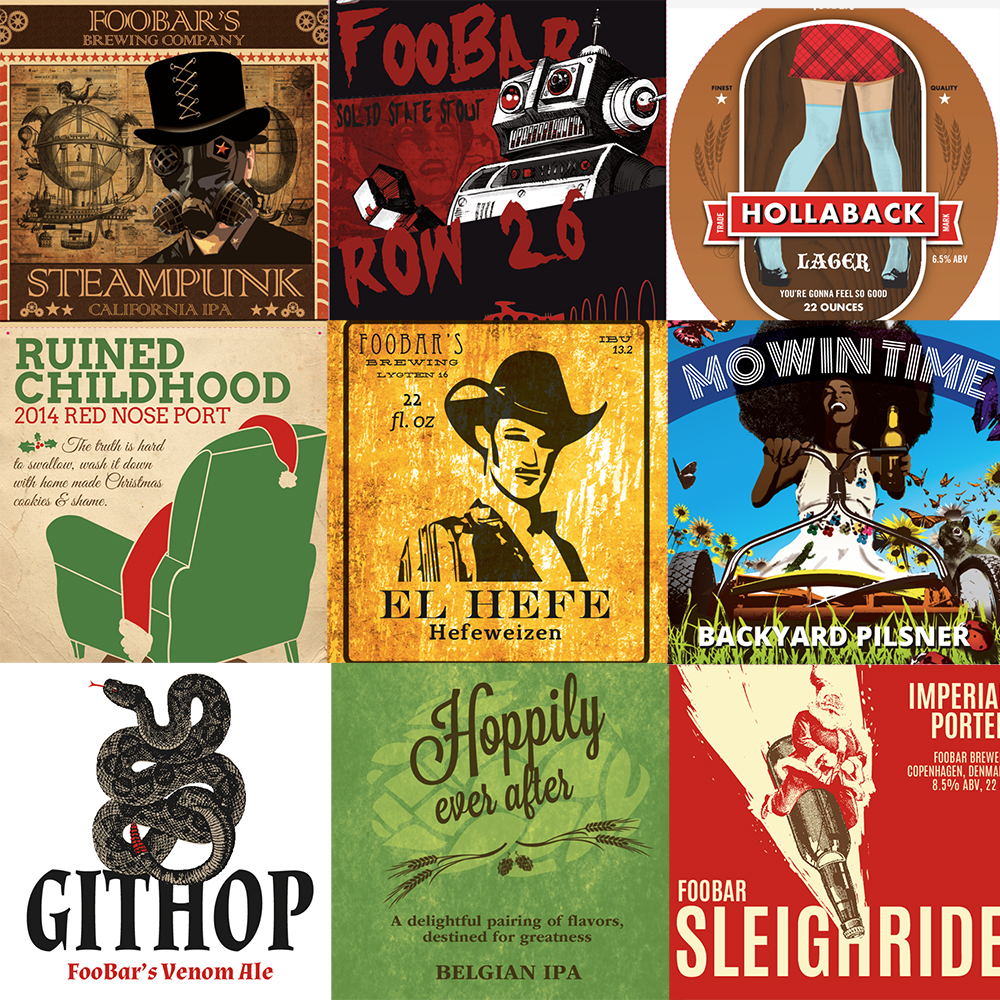 FOOBAR'S
BREWING COMPANY
STEAMPUNK
CALIFORNIA IPA
FOOBAR
SOLID STATE STOUT
ROW 26
FINEST
QUALITY
TRADE
HOLLABACK
MARK
LAGER
6.5% ABV
YOU'RE GONNA FEEL SO GOOD
22 OUNCES
RUINED
CHILDHOOD
2014 RED NOSE PORT
The truth is hard
to swallow, wash it down
with home made Christmas
cookies & shame.
FOOBAR'S
BREWING
LYGTEN 16
IBU
13.2
22
fl. oz
EL HEFE
Hefeweizen
MOWIN TIME
BACKYARD PILSNER
GITHOP
FooBar's Venom Ale
Hoppily
ever after
A delightful pairing of flavors,
destined for greatness
BELGIAN IPA
IMPERIA
PORTE
FOOBAR BREWE
COPENHAGEN, DENMA
8.5% ABV, 22
FOOBAR
SLEIGHRIDE